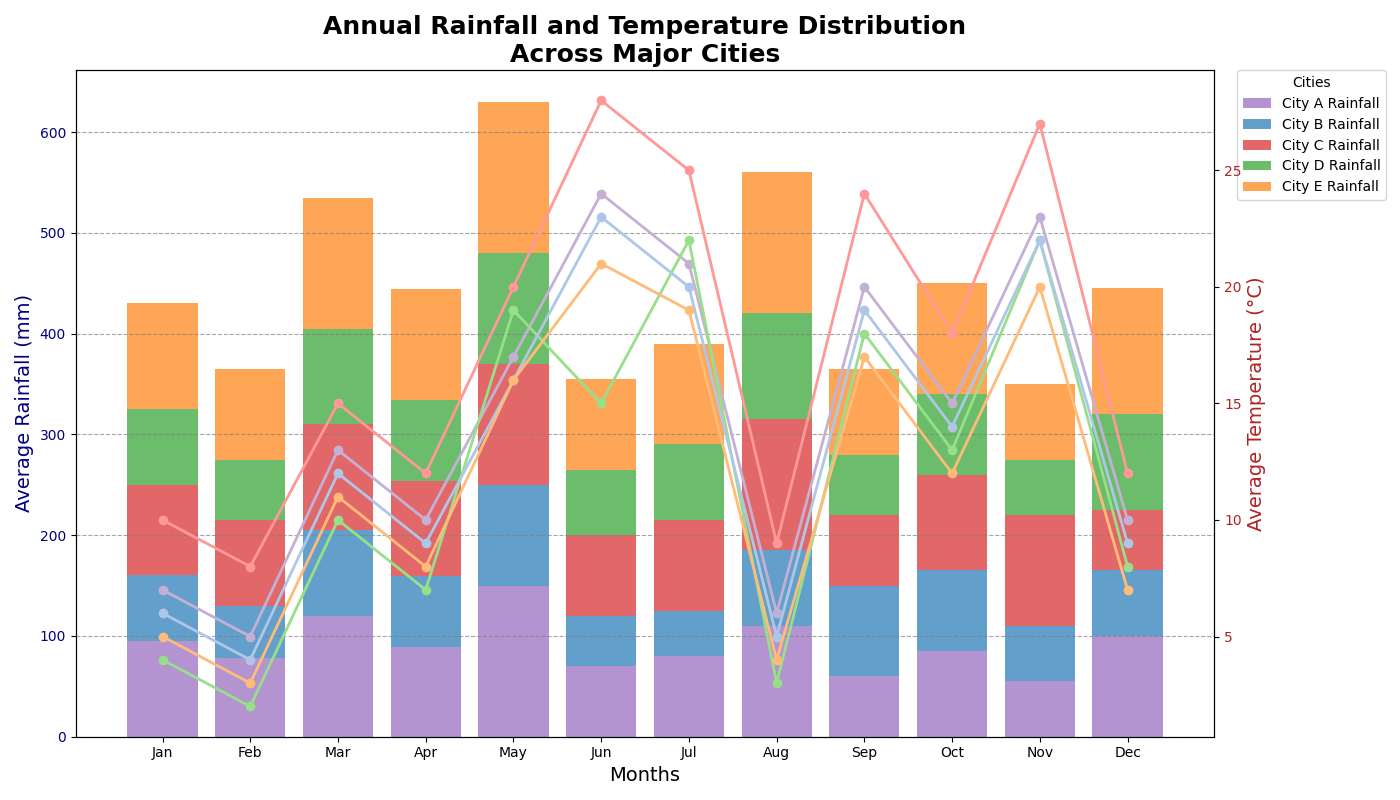 Annual Rainfall and Temperature Distribution
Across Major Cities
Cities
City A Rainfall
City B Rainfall
City C Rainfall
City D Rainfall
City E Rainfall
Average Rainfall (mm)
600
500
400
300
200
100
0
25
20
15
10
5
Average Temperature (°C)
Jan Feb Mar Apr May Jun Jul Aug Sep Oct Nov Dec
Months